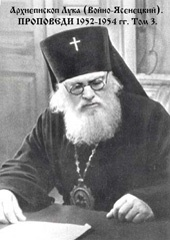 Архиепископ Лука (Войно-Ясенецкий).
ПРОПОВЕДИ 1952-1954 гг. Том 3.